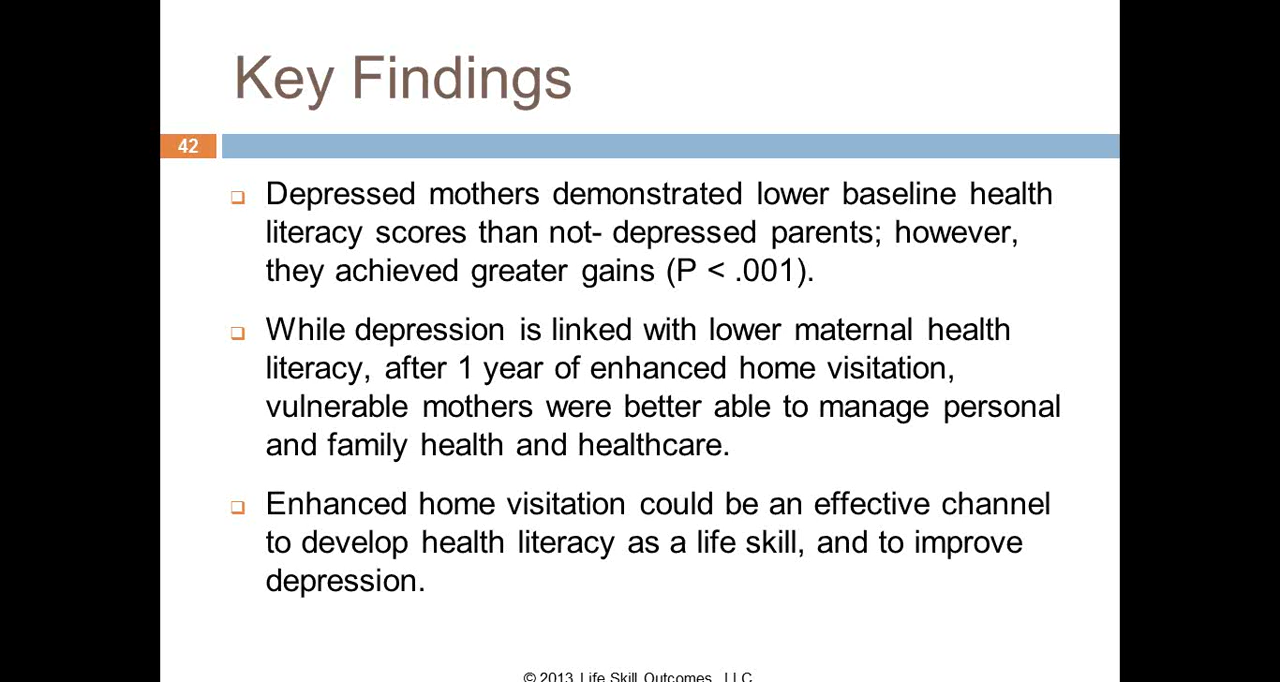 Key Findings
42
Depressed mothers demonstrated lower baseline health
literacy scores than not- depressed parents; however,
they achieved greater gains (P < .001).
While depression is linked with lower maternal health
literacy, after 1 year of enhanced home visitation,
vulnerable mothers were better able to manage personal
and family health and healthcare.
Enhanced home visitation could be an effective channel
to develop health literacy as a life skill, and to improve
depression.
© 2013 Life Skill Outcomes, LLC